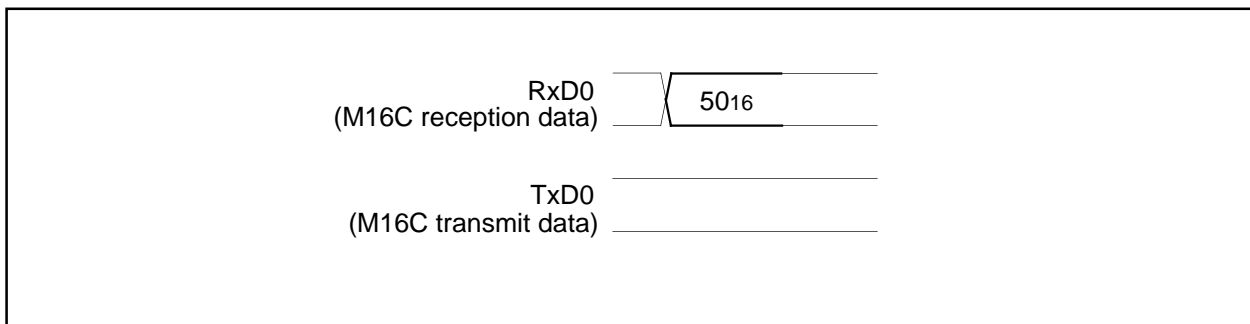 RxD0
(M16C reception data)
5016
TxD0
(M16C transmit data)